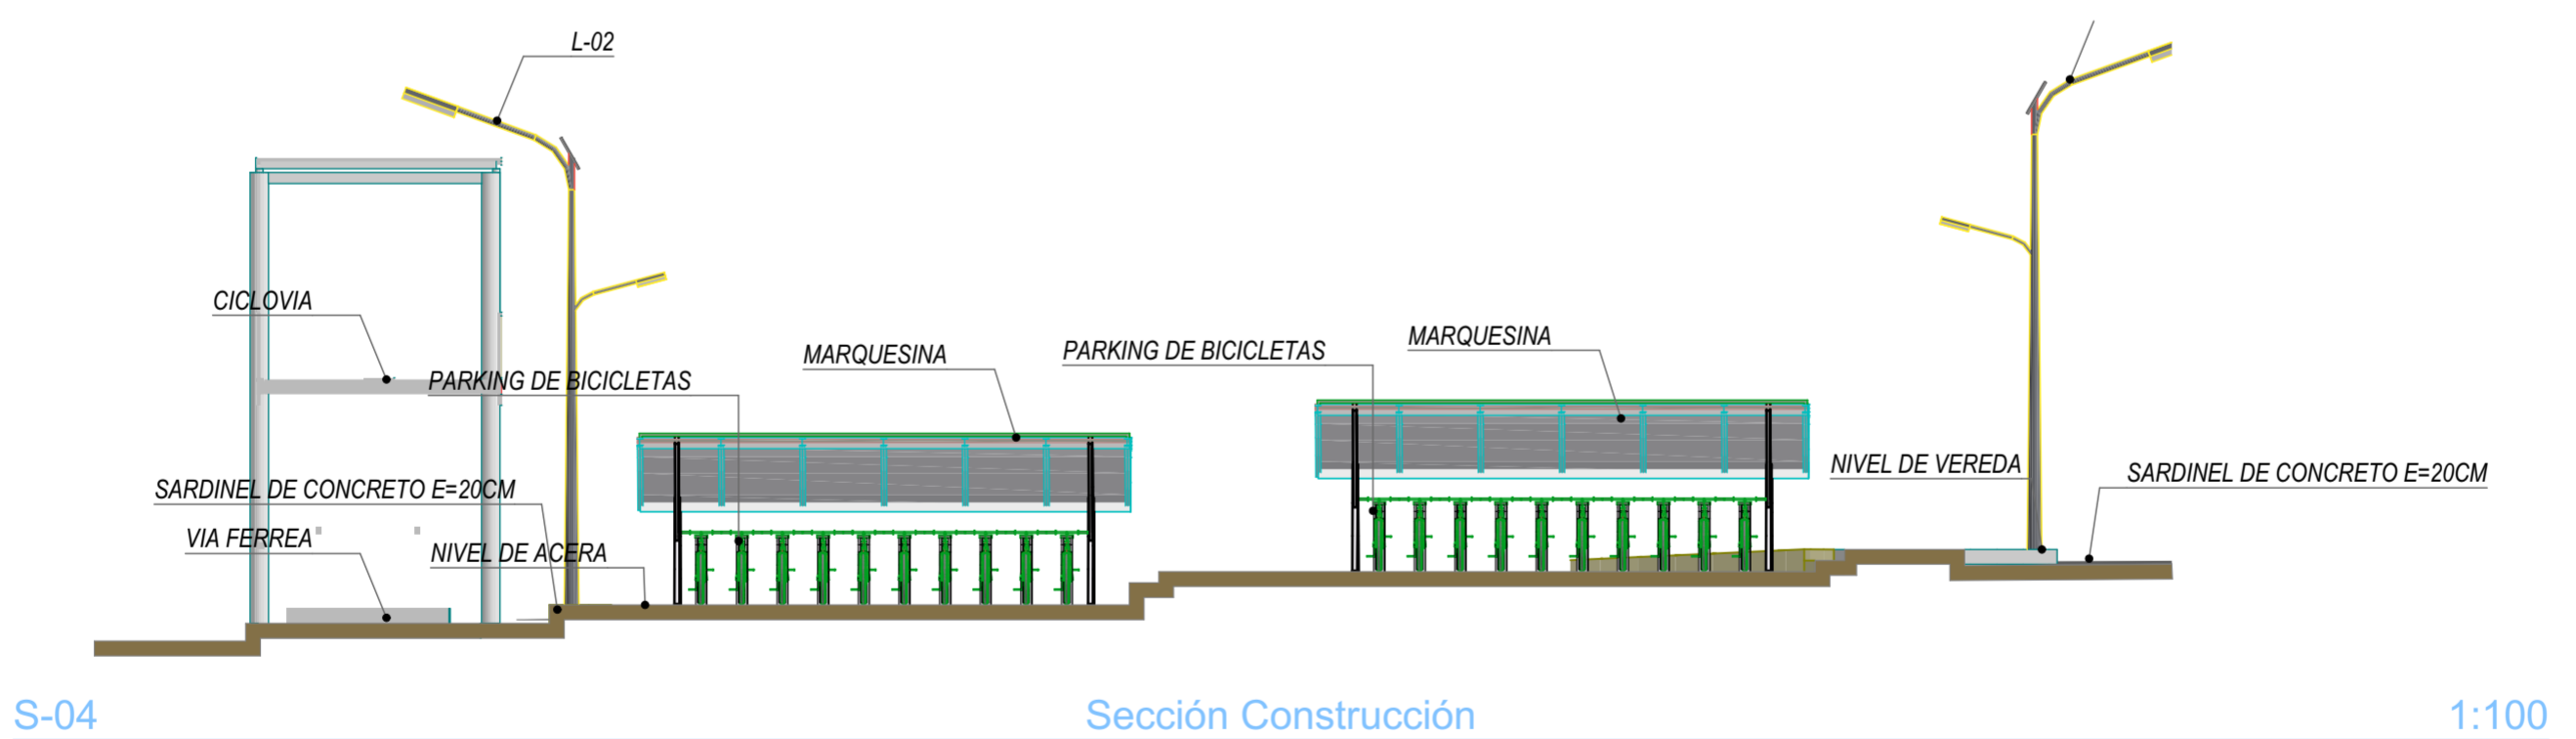 L-02
CICLOVIA
MARQUESINA
PARKING DE BICICLETAS
MARQUESINA
PARKING DE BICICLETAS
NIVEL DE VEREDA
SARDINEL DE CONCRETO E=20CM
SARDINEL DE CONCRETO E=20CM
VIA FERREA
NIVEL DE ACERA
S-04
Sección Construcción
1:100